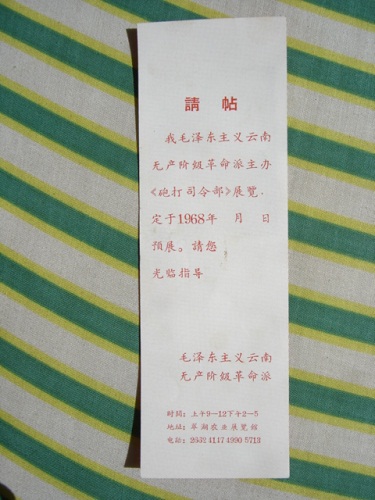 請 帖
我毛泽东主义云南
无产阶级革命派主办
《砲打司令部》展览.
定于1968年 月 日
预展。請您
光临指导
毛泽东主义云南
无产阶级革命派
时间：上午9—12下午2—5
地址：翠湖农业展览馆
电话：2632 4147 4990 5713